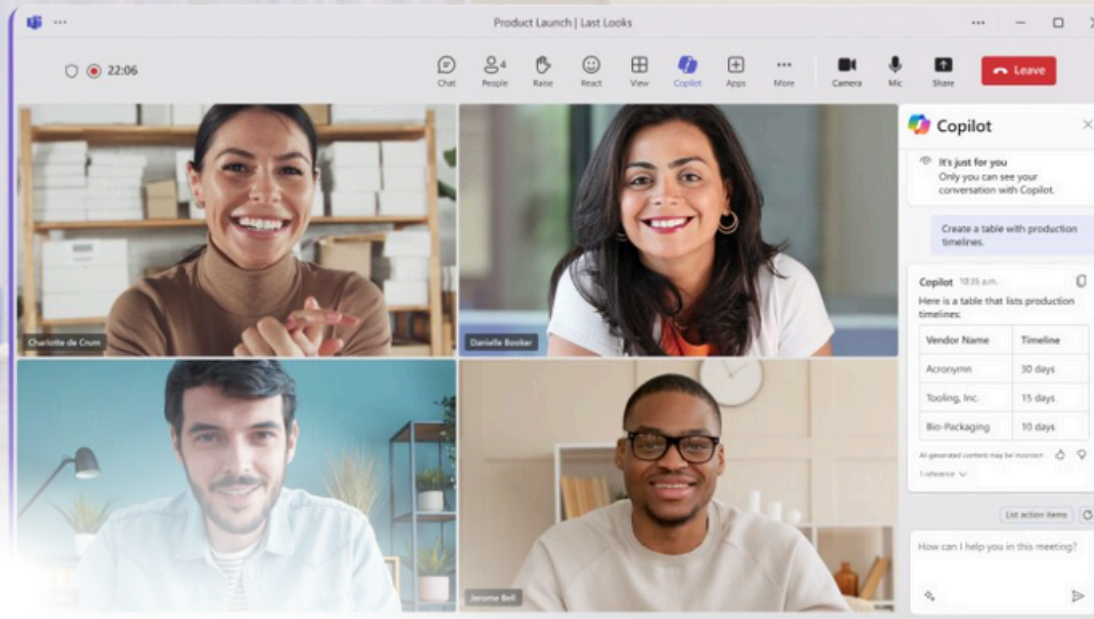 Product Launch | Last Looks
22:06
Chat
4
People
Raise
React
View
Copilot
Apps
More
Camera
Mic
Share
Leave
Copilot
It's just for you
Only you can see your
conversation with Copilot.
Create a table with production
timelines.
Copilot 10:35 a.m.
Here is a table that lists production
timelines:
Vendor Name Timeline
Acronymn 30 days
Tooling, Inc. 15 days
Bio-Packaging 10 days
AI-generated content may be incorrect
1 reference
List action items
How can I help you in this meeting?
Charlotte de Crum
Danielle Booker
Jerome Bell